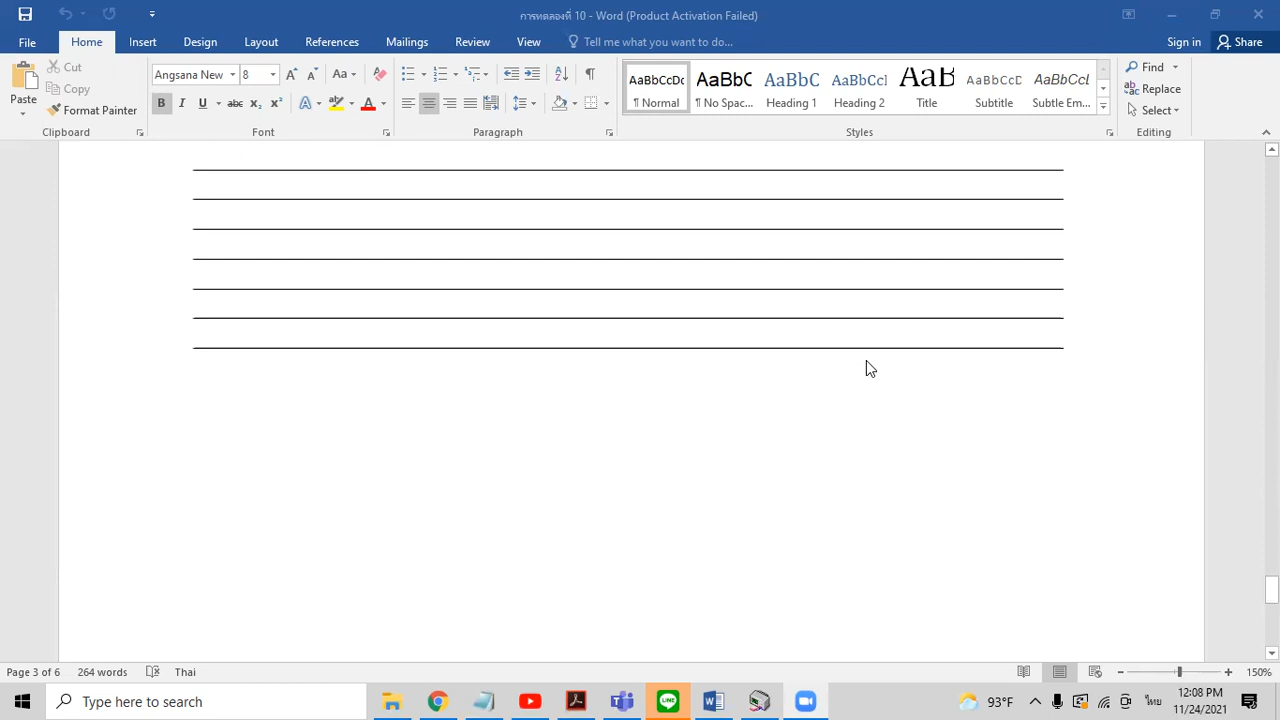 การทดลองที่ 10 - Word (Product Activation Failed)
File Home Insert Design Layout References Mailings Review View Tell me what you want to do... Sign in Share
Paste Cut Copy Format Painter
Clipboard
Angsana New 8
Font
Paragraph
AaBbCcDc ¶ Normal
AaBbC ¶ No Spac...
AaBbC Heading 1
AaBbCcI Heading 2
AaB Title
AaBbCcD Subtitle
AaBbCcL Subtle Em...
Styles
Find
Replace
Select
Editing
Page 3 of 6 264 words Thai 150%
Type here to search
93°F ไทย 12:08 PM
11/24/2021